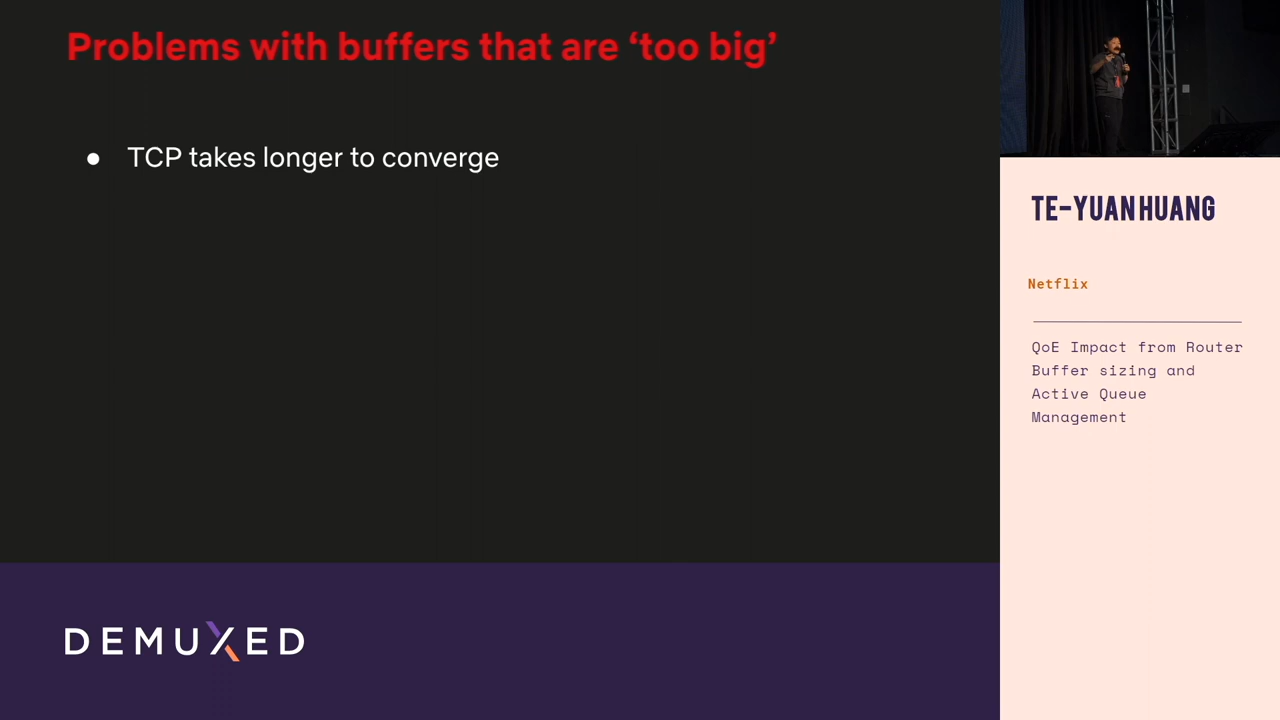 Problems with buffers that are ‘too big’
● TCP takes longer to converge
DEMUXED
TE-YUAN HUANG
Netflix
QoE Impact from Router
Buffer sizing and
Active Queue
Management